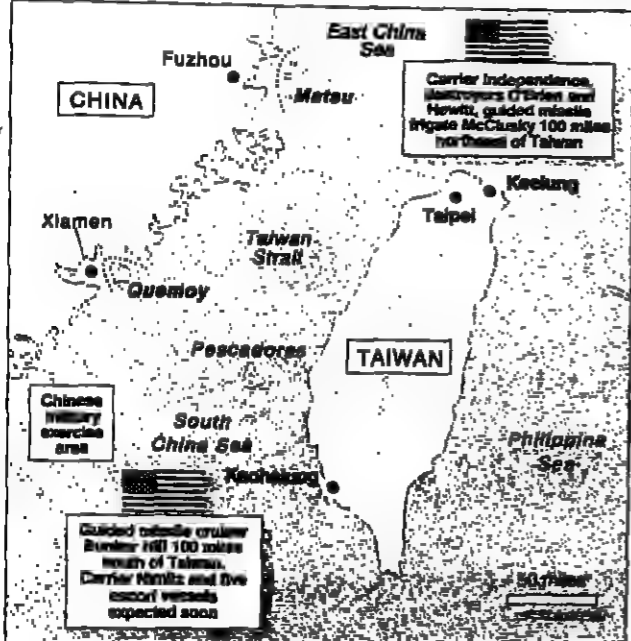 East China
Sea
Fuzhou
CHINA
Matsu
Carrier Independence,
destroyers O'Brien and
Hewitt, guided missile
frigate McClusky 100 miles
northeast of Taiwan
Keelung
Taipei
Xiamen
Taiwan
Strait
Quemoy
Pescadores
TAIWAN
Chinese
military
exercise
area
South
China Sea
Philippine
Sea
Kaohsiung
Guided missile cruiser
Bunker Hill 100 miles
south of Taiwan.
Carrier Nimitz and five
escort vessels
expected soon
50 miles